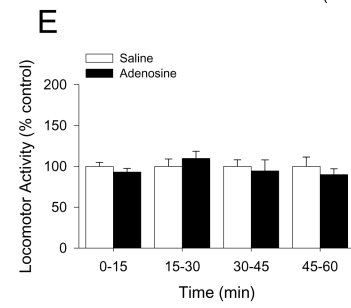 E
Saline
Adenosine
Locomotor Activity (% control)
200
150
100
50
0
0-15 15-30 30-45 45-60
Time (min)